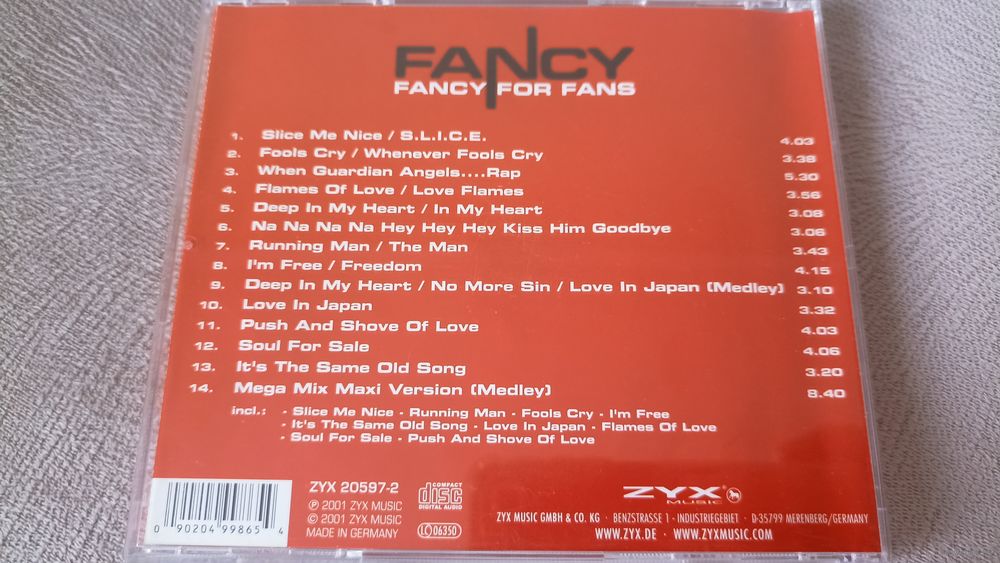 FANCY
FANCY FOR FANS
1. Slice Me Nice / S.L.I.C.E. 4.03
2. Fools Cry / Whenever Fools Cry 3.38
3. When Guardian Angels....Rap 5.30
4. Flames Of Love / Love Flames 3.56
5. Deep In My Heart / In My Heart 3.08
6. Na Na Na Na Hey Hey Hey Kiss Him Goodbye 3.06
7. Running Man / The Man 3.43
8. I'm Free / Freedom 4.15
9. Deep In My Heart / No More Sin / Love In Japan (Medley) 3.10
10. Love In Japan 3.32
11. Push And Shove Of Love 4.03
12. Soul For Sale 4.06
13. It's The Same Old Song 3.20
14. Mega Mix Maxi Version (Medley) 8.40
incl.: - Slice Me Nice - Running Man - Fools Cry - I'm Free
- It's The Same Old Song - Love In Japan - Flames Of Love
- Soul For Sale - Push And Shove Of Love
0 90204 99865 4
ZYX 20597-2
℗ 2001 ZYX MUSIC
© 2001 ZYX MUSIC
MADE IN GERMANY
COMPACT
disc
DIGITAL AUDIO
LC 06350
ZYX
MUSIC
ZYX MUSIC GMBH & CO. KG · BENZSTRASSE 1 · INDUSTRIEGEBIET · D-35799 MERENBERG/GERMANY
WWW.ZYX.DE · WWW.ZYXMUSIC.COM